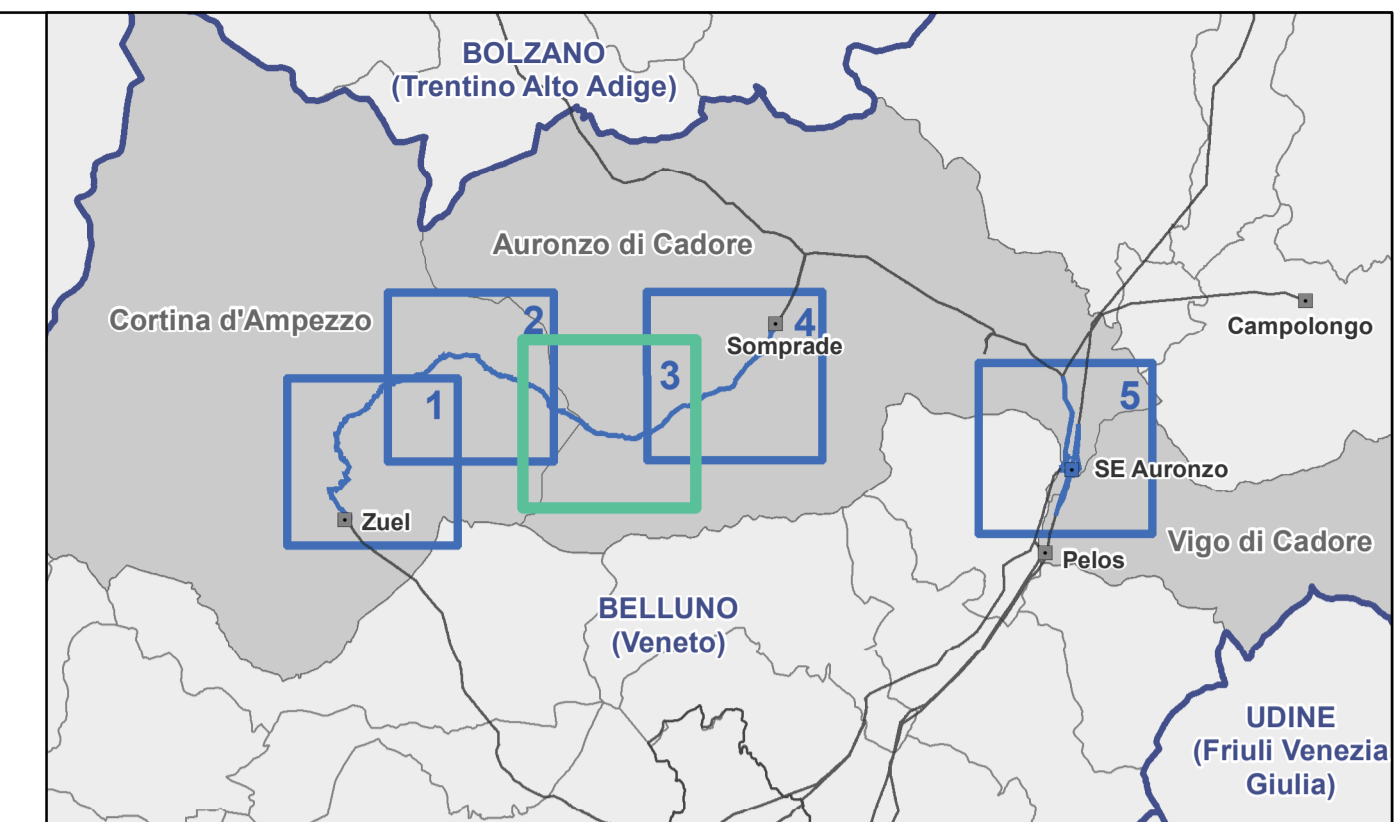 BOLZANO
(Trentino Alto Adige)
Auronzo di Cadore
Cortina d'Ampezzo
2
4
Somprade
Campolongo
3
1
5
SE Auronzo
Zuel
Vigo di Cadore
Pelos
BELLUNO
(Veneto)
UDINE
(Friuli Venezia
Giulia)